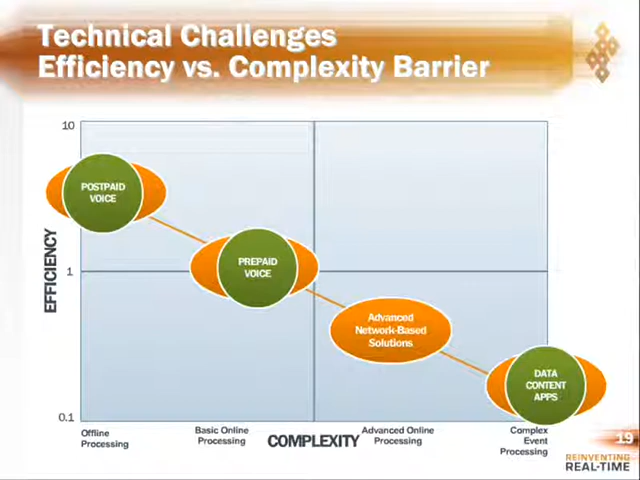 Technical Challenges
Efficiency vs. Complexity Barrier
10
POSTPAID
VOICE
EFFICIENCY
PREPAID
VOICE
1
Advanced
Network-Based
Solutions
DATA
CONTENT
APPS
0.1
Offline
Processing
Basic Online
Processing
COMPLEXITY
Advanced Online
Processing
Complex
Event
Processing
19
REINVENTING
REAL-TIME